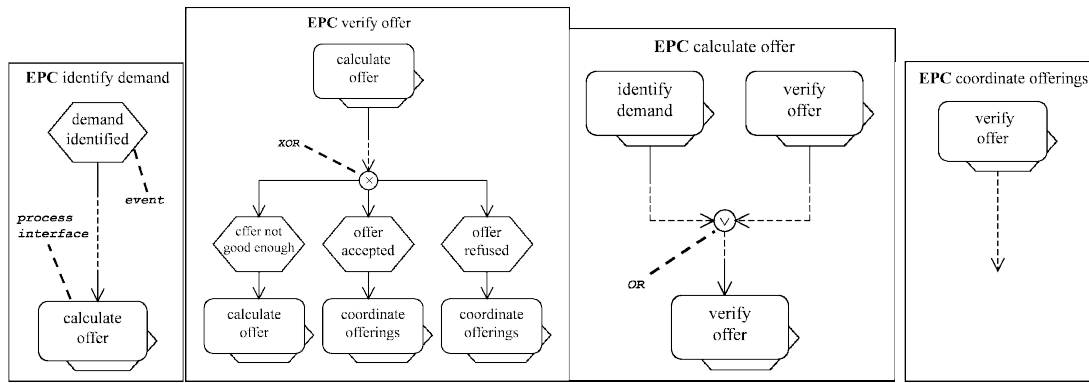 EPC identify demand
demand
identified
event
process
interface
calculate
offer
EPC verify offer
calculate
offer
XOR
×
offer not
good enough
offer
accepted
offer
refused
calculate
offer
coordinate
offerings
coordinate
offerings
EPC calculate offer
identify
demand
verify
offer
∨
OR
verify
offer
EPC coordinate offerings
verify
offer